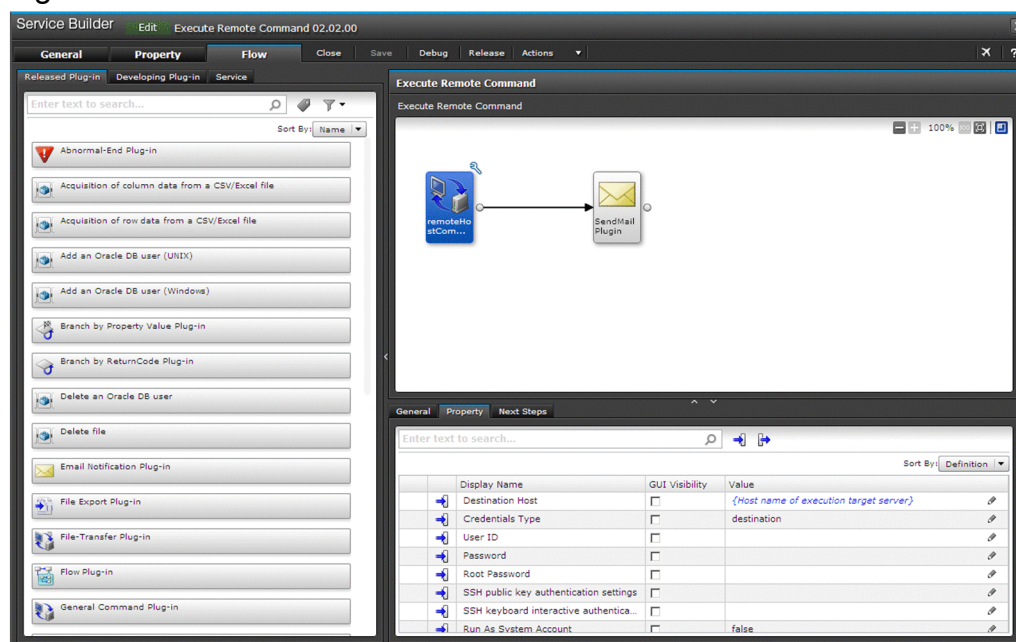 Service Builder Edit Execute Remote Command 02.02.00
General Property Flow Close Save Debug Release Actions
Released Plug-in Developing Plug-in Service
Enter text to search...
Sort By: Name
Abnormal-End Plug-in
Acquisition of column data from a CSV/Excel file
Acquisition of row data from a CSV/Excel file
Add an Oracle DB user (UNIX)
Add an Oracle DB user (Windows)
Branch by Property Value Plug-in
Branch by ReturnCode Plug-in
Delete an Oracle DB user
Delete file
Email Notification Plug-in
File Export Plug-in
File-Transfer Plug-in
Flow Plug-in
General Command Plug-in
Execute Remote Command
Execute Remote Command
100%
remoteHo
stCom...
SendMail
Plugin
General Property Next Steps
Enter text to search...
Sort By: Definition
Display Name GUI Visibility Value
Destination Host {Host name of execution target server}
Credentials Type destination
User ID
Password
Root Password
SSH public key authentication settings
SSH keyboard interactive authentica...
Run As System Account false